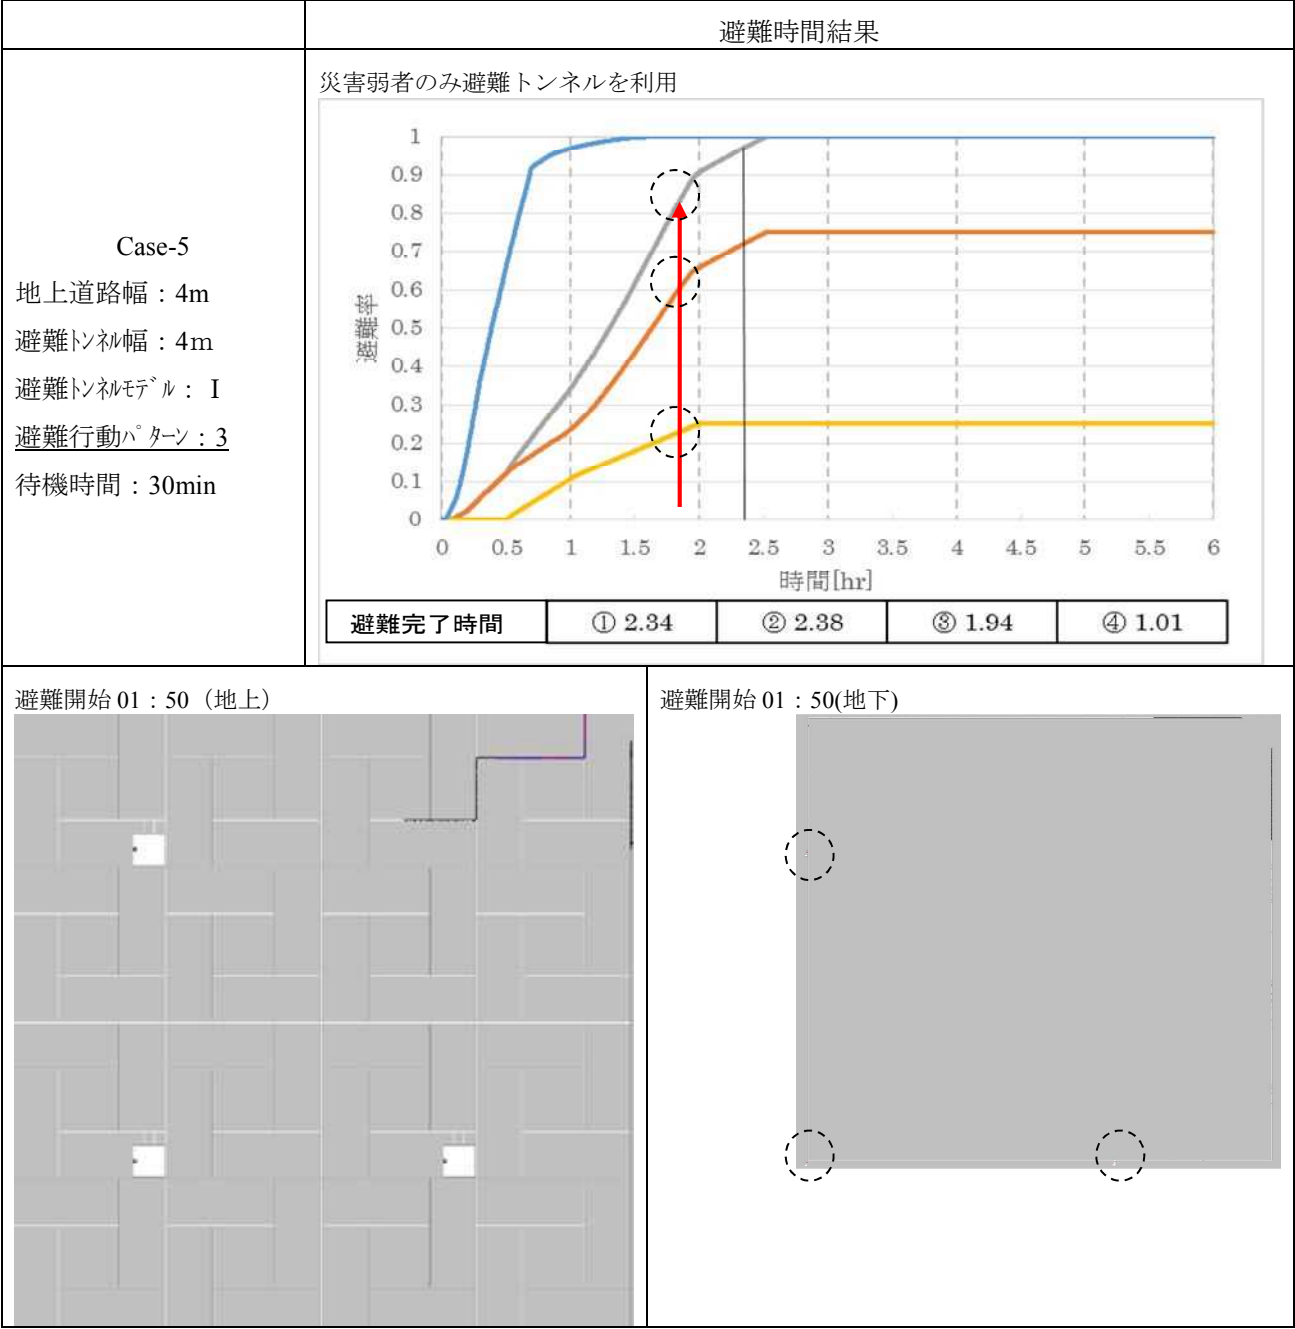 避難時間結果
災害弱者のみ避難トンネルを利用
Case-5
地上道路幅：4m
避難ﾄﾝﾈﾙ幅：4ｍ
避難ﾄﾝﾈﾙﾓﾃﾞﾙ： I
避難行動ﾊﾟﾀｰﾝ：3
待機時間：30min
避難率
1
0.9
0.8
0.7
0.6
0.5
0.4
0.3
0.2
0.1
0
0 0.5 1 1.5 2 2.5 3 3.5 4 4.5 5 5.5 6
時間[hr]
避難完了時間 ① 2.34 ② 2.38 ③ 1.94 ④ 1.01
避難開始 01：50（地上）
避難開始 01：50(地下)